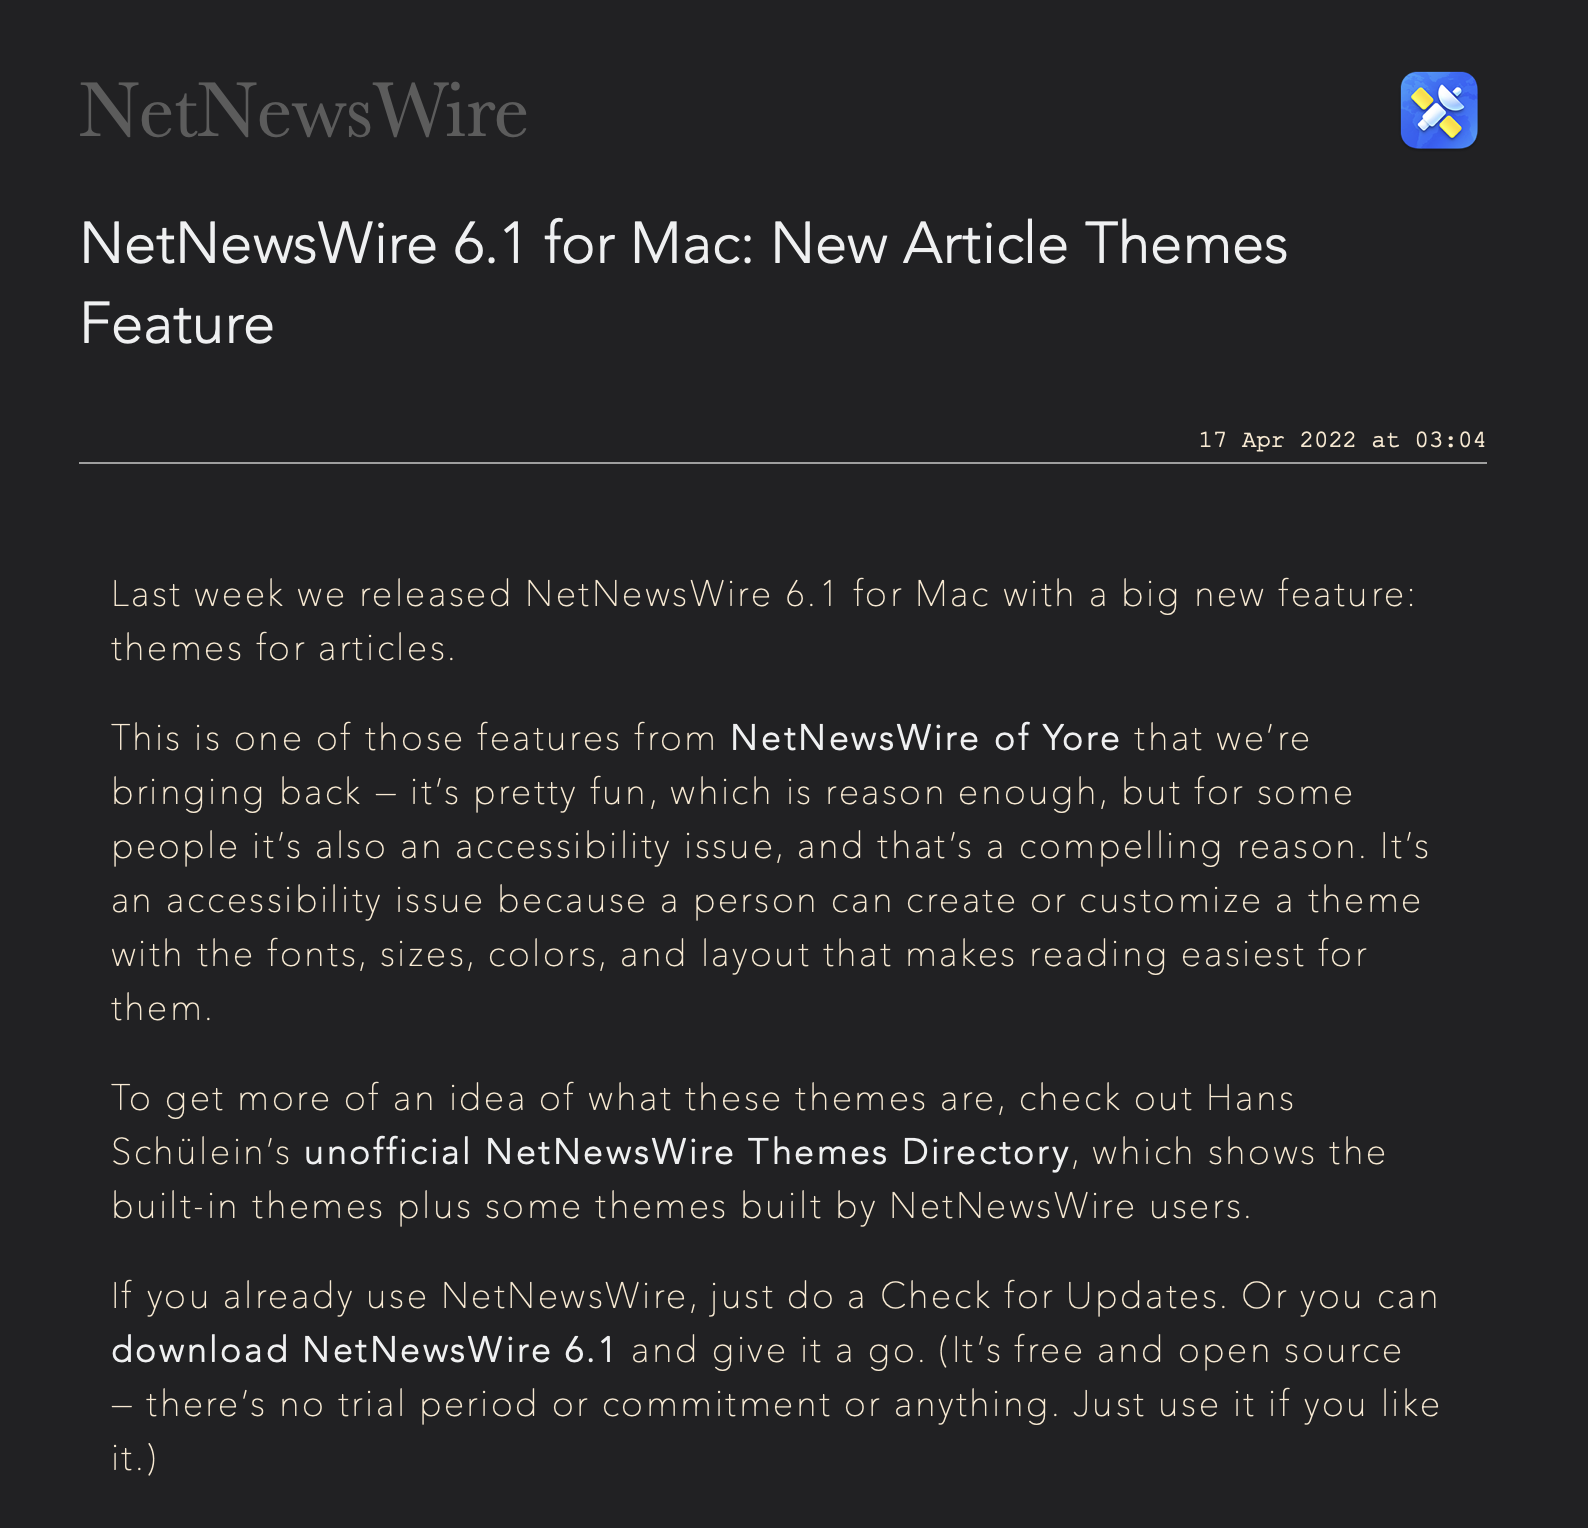 NetNewsWire
NetNewsWire 6.1 for Mac: New Article Themes
Feature
17 Apr 2022 at 03:04
Last week we released NetNewsWire 6.1 for Mac with a big new feature:
themes for articles.
This is one of those features from NetNewsWire of Yore that we’re
bringing back — it’s pretty fun, which is reason enough, but for some
people it’s also an accessibility issue, and that’s a compelling reason. It’s
an accessibility issue because a person can create or customize a theme
with the fonts, sizes, colors, and layout that makes reading easiest for
them.
To get more of an idea of what these themes are, check out Hans
Schülein’s unofficial NetNewsWire Themes Directory, which shows the
built-in themes plus some themes built by NetNewsWire users.
If you already use NetNewsWire, just do a Check for Updates. Or you can
download NetNewsWire 6.1 and give it a go. (It’s free and open source
— there’s no trial period or commitment or anything. Just use it if you like
it.)